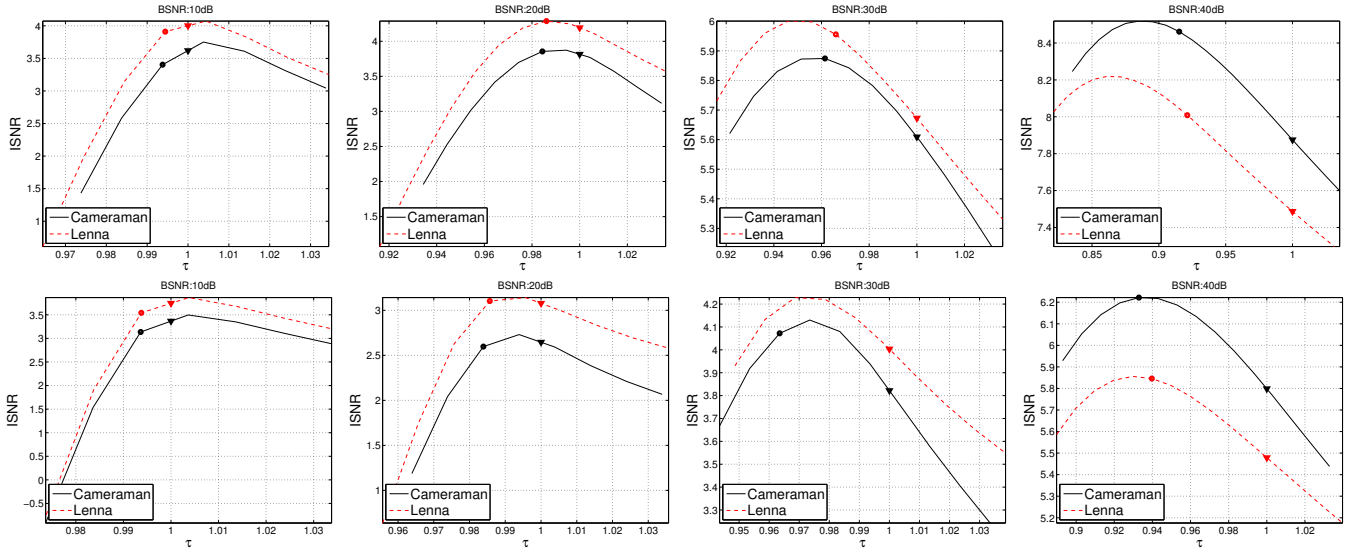 BSNR:10dB
4
3.5
3
2.5
2
1.5
1
ISNR
0.97 0.98 0.99 1 1.01 1.02 1.03
τ
Cameraman
Lenna
BSNR:20dB
4
3.5
3
2.5
2
1.5
ISNR
0.92 0.94 0.96 0.98 1 1.02
τ
Cameraman
Lenna
BSNR:30dB
6
5.9
5.8
5.7
5.6
5.5
5.4
5.3
ISNR
0.92 0.94 0.96 0.98 1 1.02
τ
Cameraman
Lenna
BSNR:40dB
8.4
8.2
8
7.8
7.6
7.4
ISNR
0.85 0.9 0.95 1
τ
Cameraman
Lenna
BSNR:10dB
3.5
3
2.5
2
1.5
1
0.5
0
−0.5
ISNR
0.98 0.99 1 1.01 1.02 1.03
τ
Cameraman
Lenna
BSNR:20dB
3
2.5
2
1.5
1
ISNR
0.96 0.97 0.98 0.99 1 1.01 1.02 1.03
τ
Cameraman
Lenna
BSNR:30dB
4.2
4.1
4
3.9
3.8
3.7
3.6
3.5
3.4
3.3
ISNR
0.95 0.96 0.97 0.98 0.99 1 1.01 1.02 1.03
τ
Cameraman
Lenna
BSNR:40dB
6.2
6.1
6
5.9
5.8
5.7
5.6
5.5
5.4
5.3
5.2
ISNR
0.9 0.92 0.94 0.96 0.98 1 1.02
τ
Cameraman
Lenna